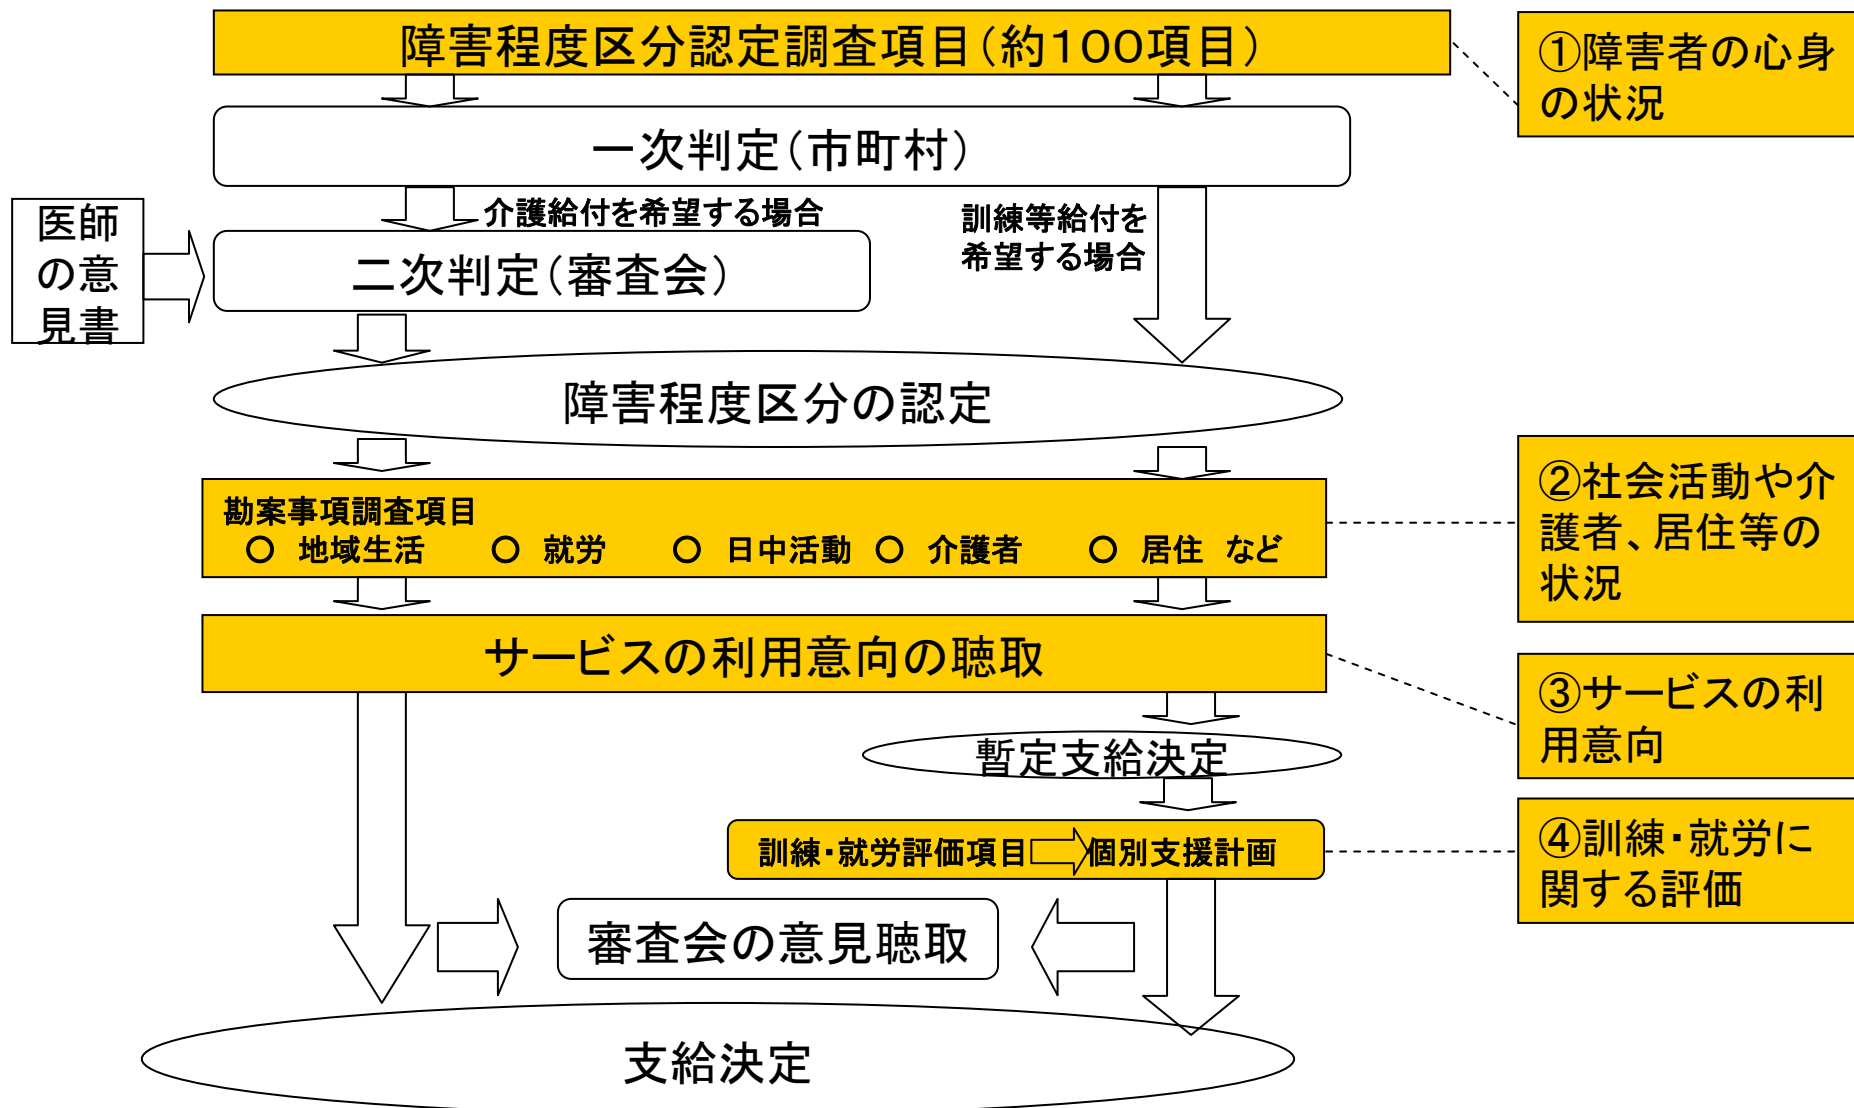 障害程度区分認定調査項目（約100項目）
①障害者の心身
の状況
一次判定（市町村）
介護給付を希望する場合
訓練等給付を
希望する場合
医師
の意
見書
二次判定（審査会）
障害程度区分の認定
勘案事項調査項目
○ 地域生活 ○ 就労 ○ 日中活動 ○ 介護者 ○ 居住 など
②社会活動や介
護者、居住等の
状況
サービスの利用意向の聴取
③サービスの利
用意向
暫定支給決定
訓練・就労評価項目 個別支援計画
④訓練・就労に
関する評価
審査会の意見聴取
支給決定